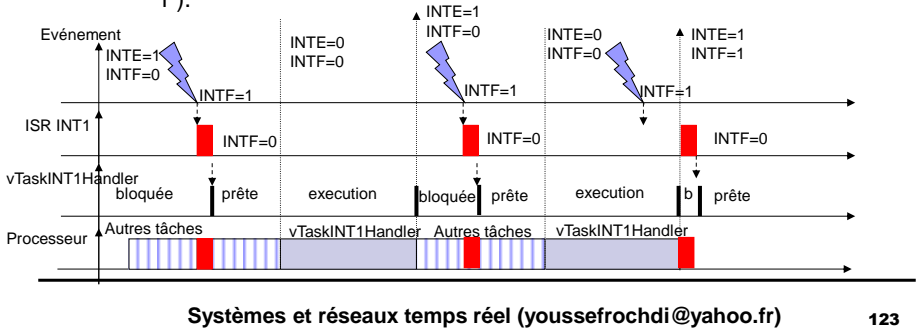 1 ).
Evénement
INTE=1
INTF=0
INTF=1
INTE=0
INTF=0
INTE=1
INTF=0
INTF=1
INTE=0
INTF=0
INTF=1
INTE=1
INTF=1
ISR INT1
INTF=0
INTF=0
INTF=0
vTaskINT1Handler
bloquée
prête
execution
bloquée
prête
execution
b
prête
Processeur
Autres tâches
vTaskINT1Handler
Autres tâches
vTaskINT1Handler
Systèmes et réseaux temps réel (youssefrochdi@yahoo.fr)
123